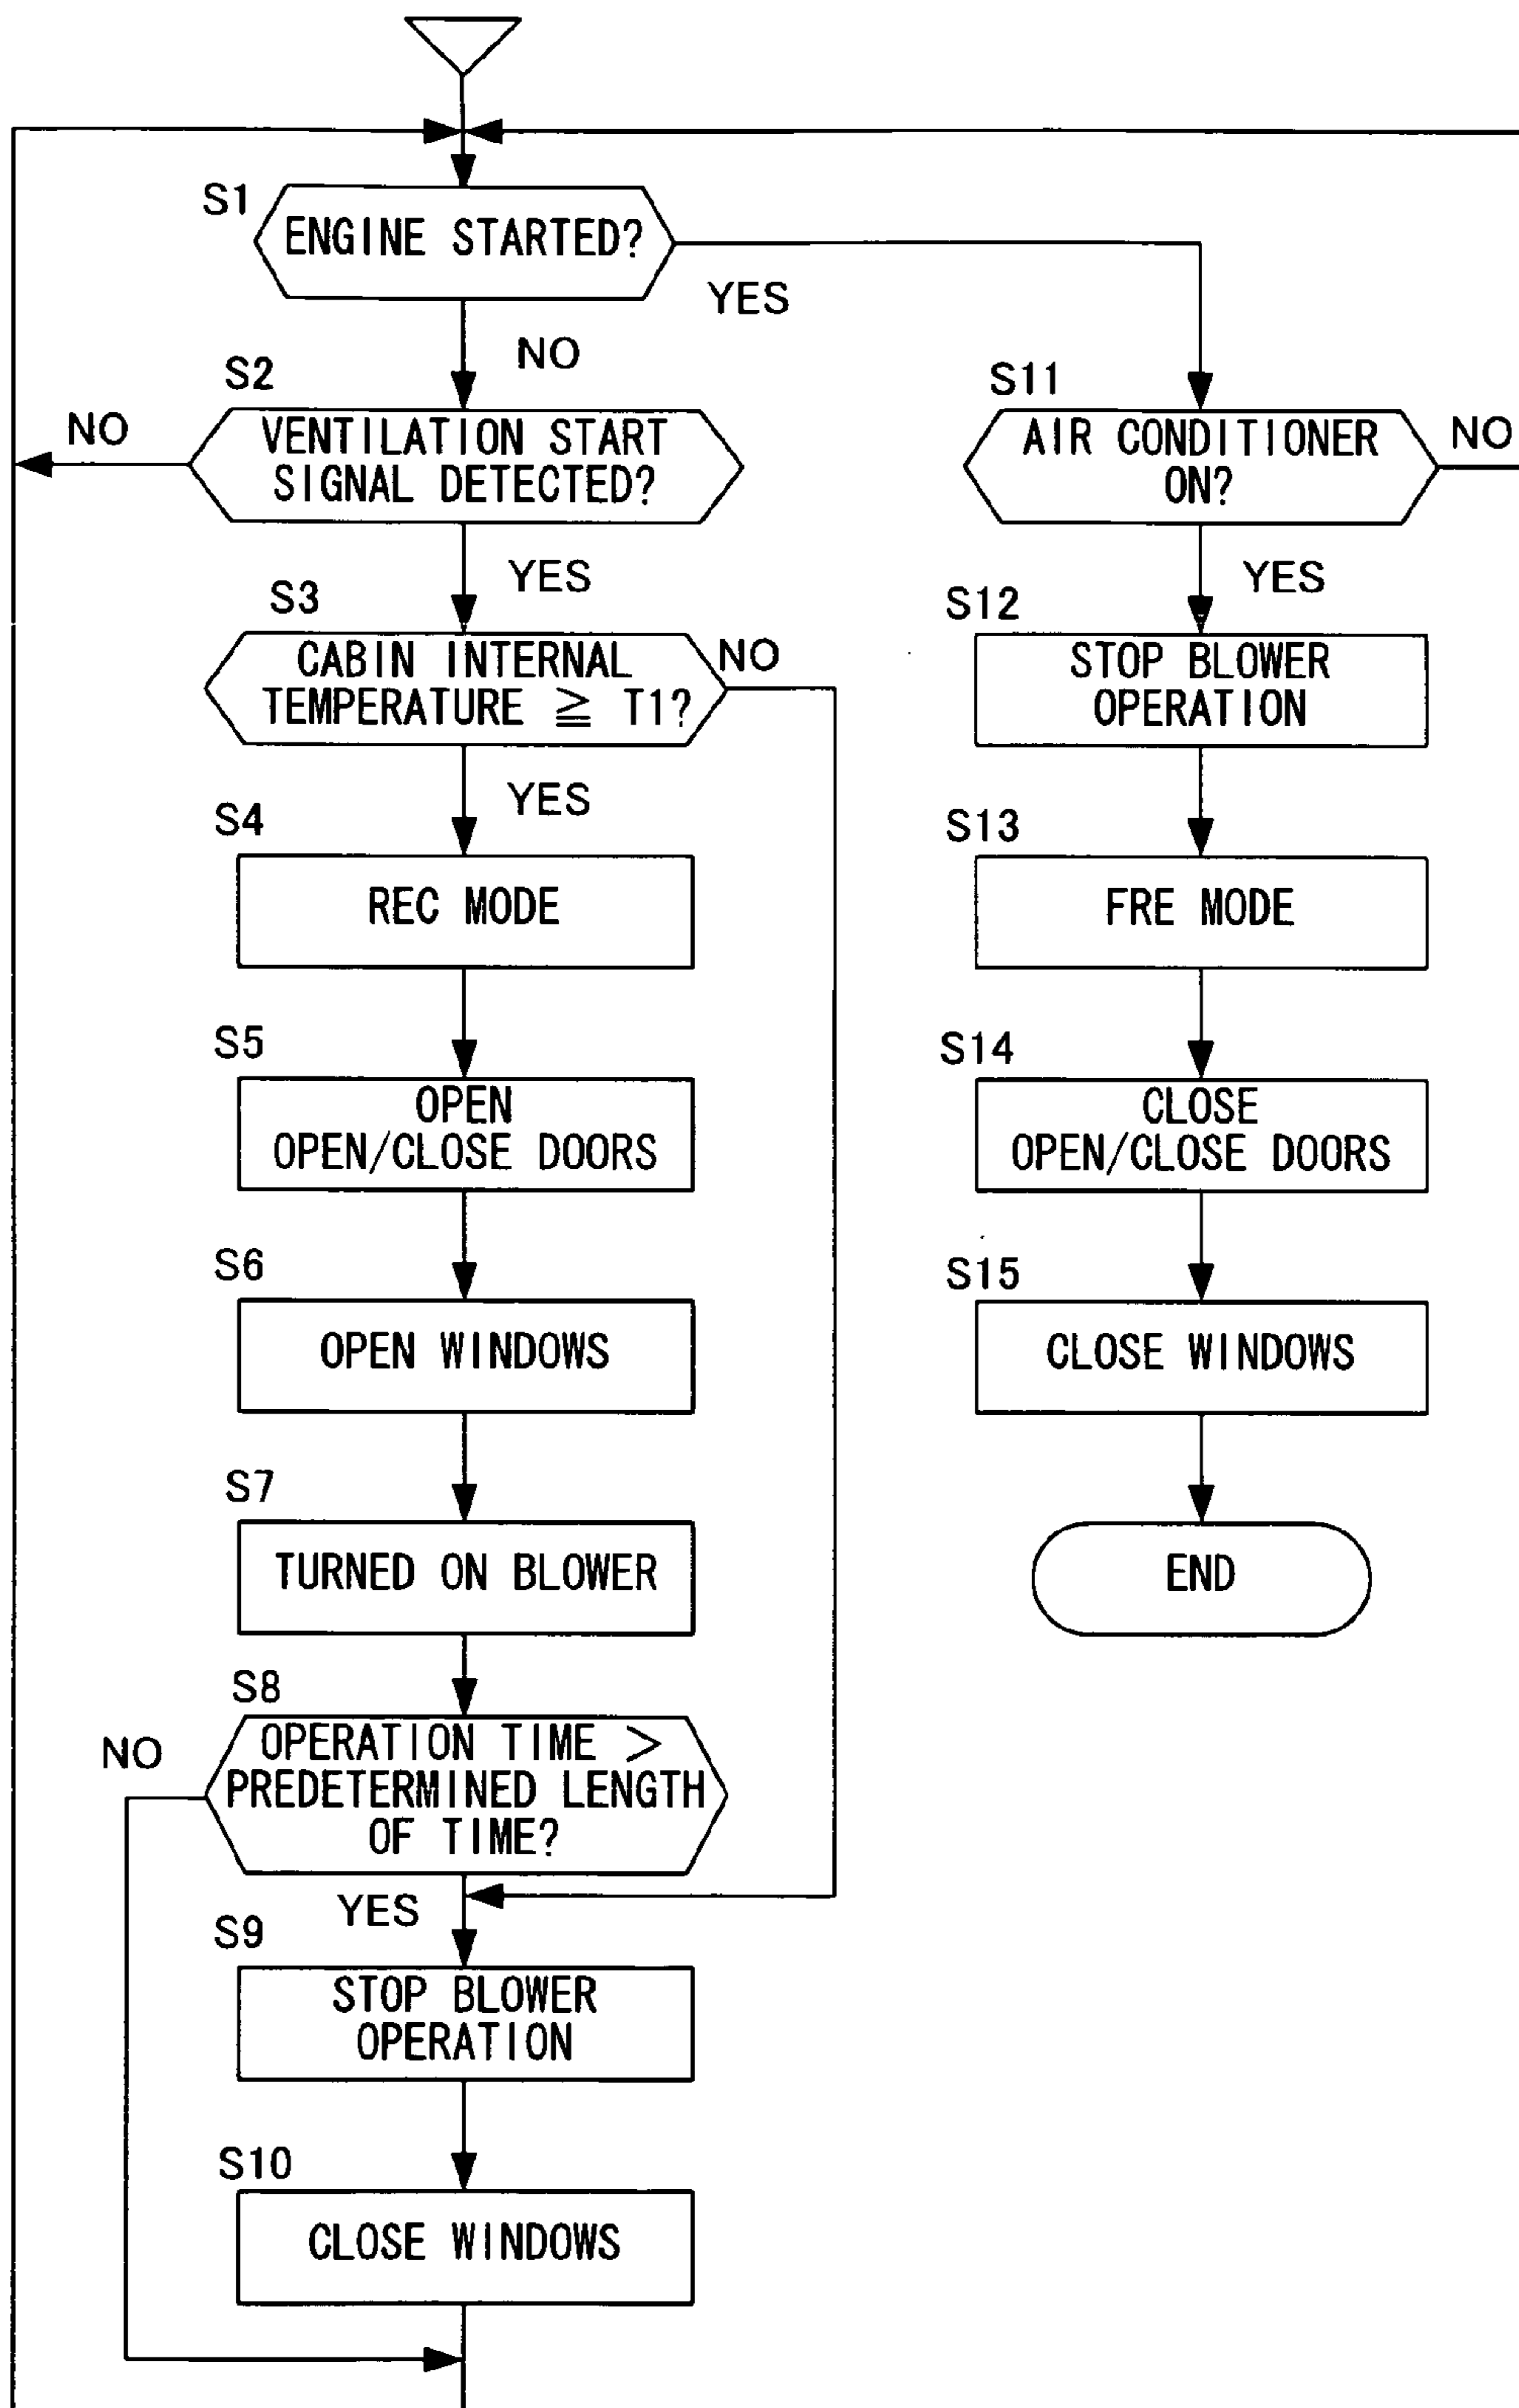 S1
ENGINE STARTED?
YES
NO
S2
NO
VENTILATION START
SIGNAL DETECTED?
YES
S3
CABIN INTERNAL
TEMPERATURE ≧ T1?
NO
YES
S4
REC MODE
S5
OPEN
OPEN/CLOSE DOORS
S6
OPEN WINDOWS
S7
TURNED ON BLOWER
S8
NO
OPERATION TIME >
PREDETERMINED LENGTH
OF TIME?
YES
S9
STOP BLOWER
OPERATION
S10
CLOSE WINDOWS
S11
AIR CONDITIONER
ON?
NO
YES
S12
STOP BLOWER
OPERATION
S13
FRE MODE
S14
CLOSE
OPEN/CLOSE DOORS
S15
CLOSE WINDOWS
END